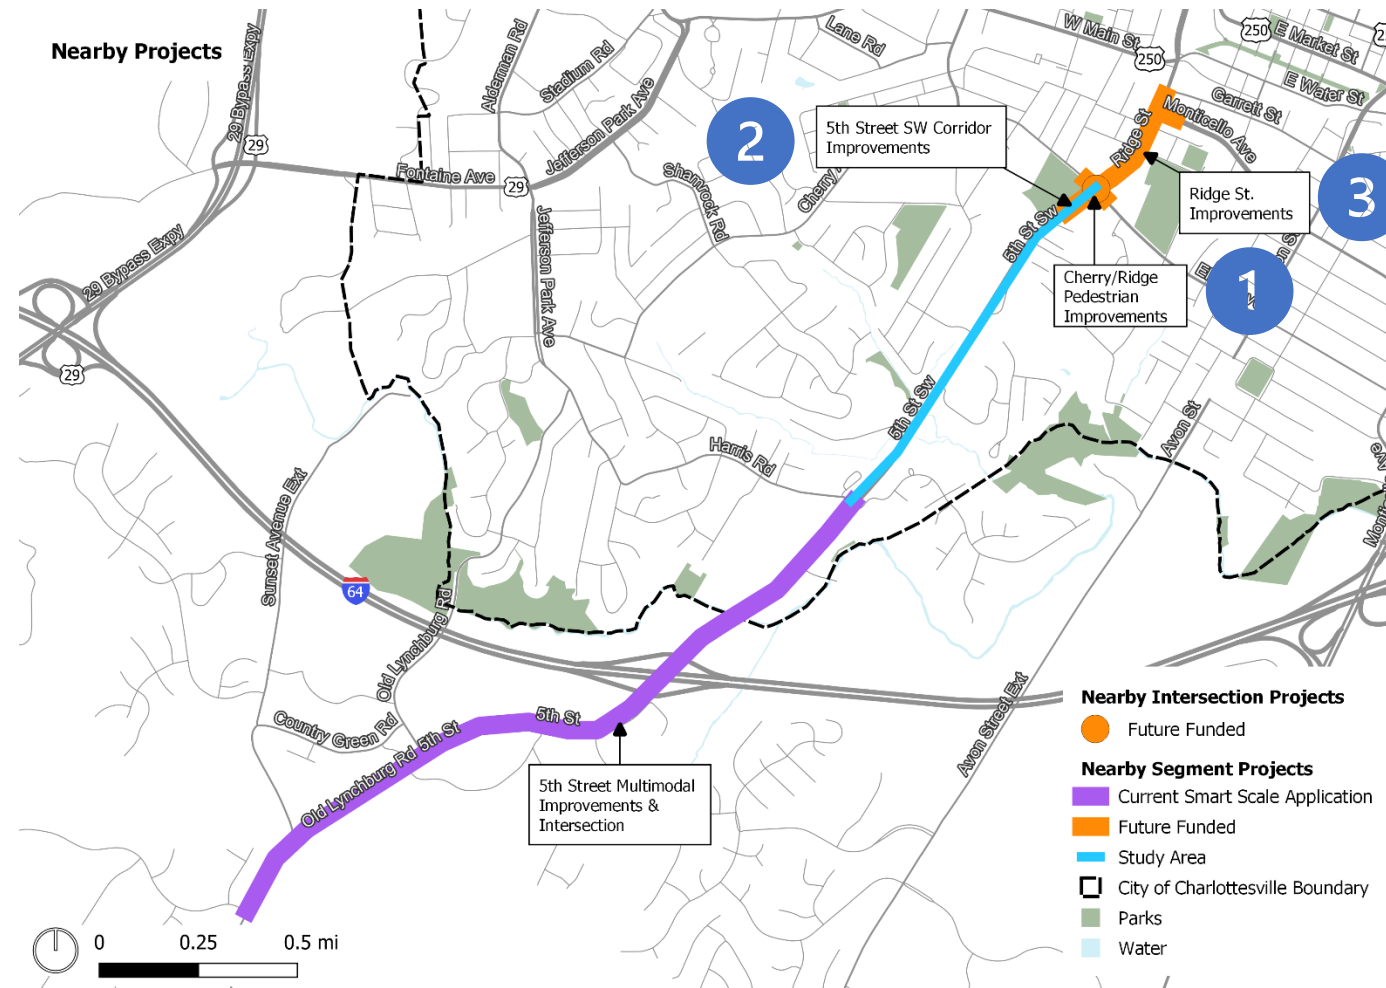 Nearby Projects
29 Bypass Expy
29
Alderman Rd
Stadium Rd
Jefferson Park Ave
Lane Rd
W Main St
250
250
E Market St
E Water St
Garrett St
Monticello Ave
Ridge St
2
5th Street SW Corridor
Improvements
Cherry
Shamrock Rd
Fontaine Ave
29
3
Ridge St.
Improvements
5th St Sw
Cherry/Ridge
Pedestrian
Improvements
1
29 Bypass Expy
29
Jefferson Park Ave
5th St Sw
Harris Rd
Avon St
Sunset Avenue Ext
64
Old Lynchburg Rd
Country Green Rd
5th St
Old Lynchburg Rd 5th St
Avon Street Ext
5th Street Multimodal
Improvements &
Intersection
Nearby Intersection Projects
Future Funded
Nearby Segment Projects
Current Smart Scale Application
Future Funded
Study Area
City of Charlottesville Boundary
Parks
Water
0 0.25 0.5 mi